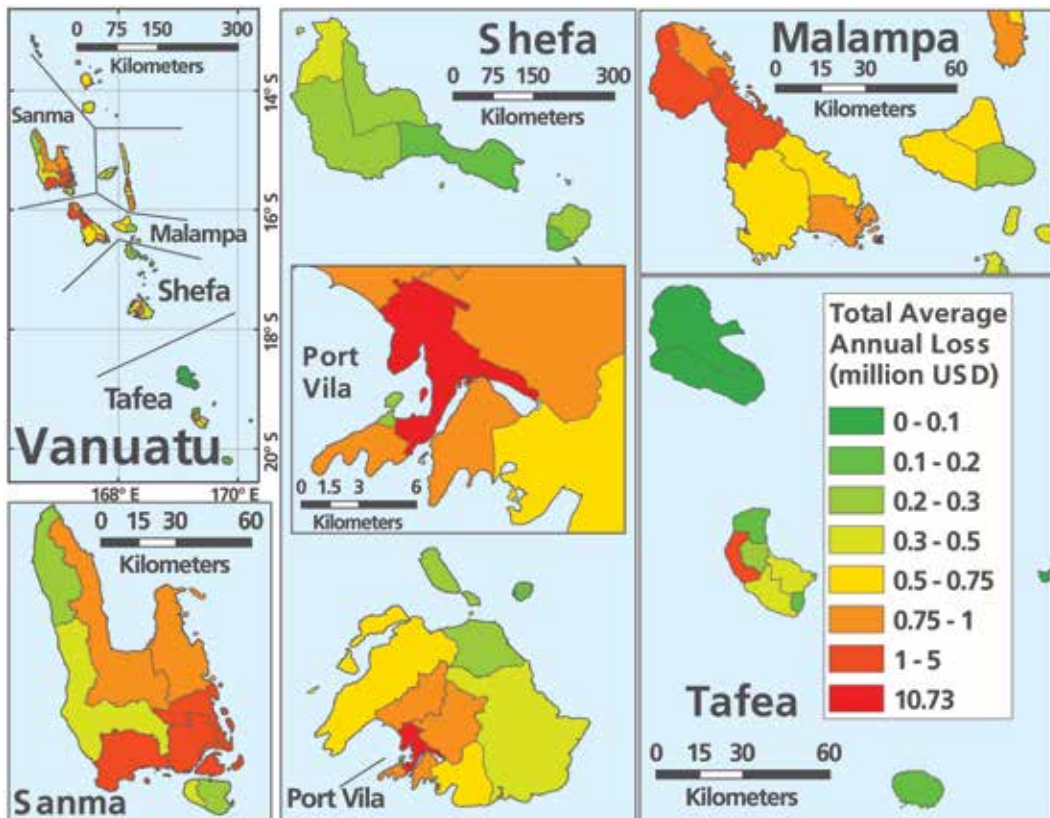 0 75 150 300
Kilometers
14°S
Sanma
16°S
Malampa
Shefa
18°S
Tafea
Vanuatu
20°S
168°E
170°E
Shefa
0 75 150 300
Kilometers
Malampa
0 15 30 60
Kilometers
Port
Vila
0 1.5 3 6
Kilometers
Total Average
Annual Loss
(million USD)
0 - 0.1
0.1 - 0.2
0.2 - 0.3
0.3 - 0.5
0.5 - 0.75
0.75 - 1
1 - 5
10.73
Tafea
0 15 30 60
Kilometers
0 15 30 60
Kilometers
Sanma
Port Vila